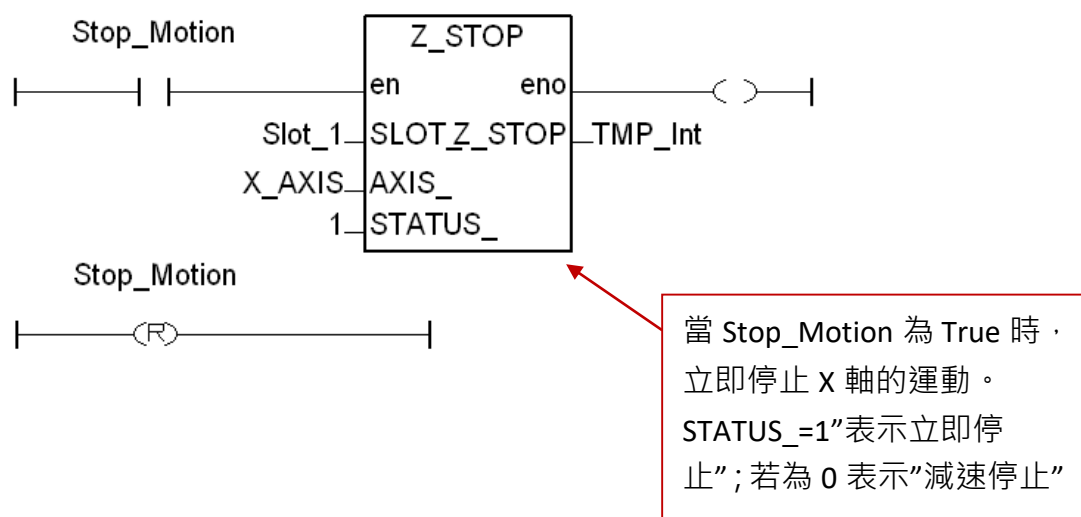 Stop_Motion
Z_STOP
en eno
Slot_1 SLOT_Z_STOP TMP_Int
X_AXIS AXIS_
1 STATUS_
Stop_Motion
(R)
當 Stop_Motion 為 True 時，
立即停止 X 軸的運動。
STATUS_=1”表示立即停
止”；若為 0 表示”減速停止”